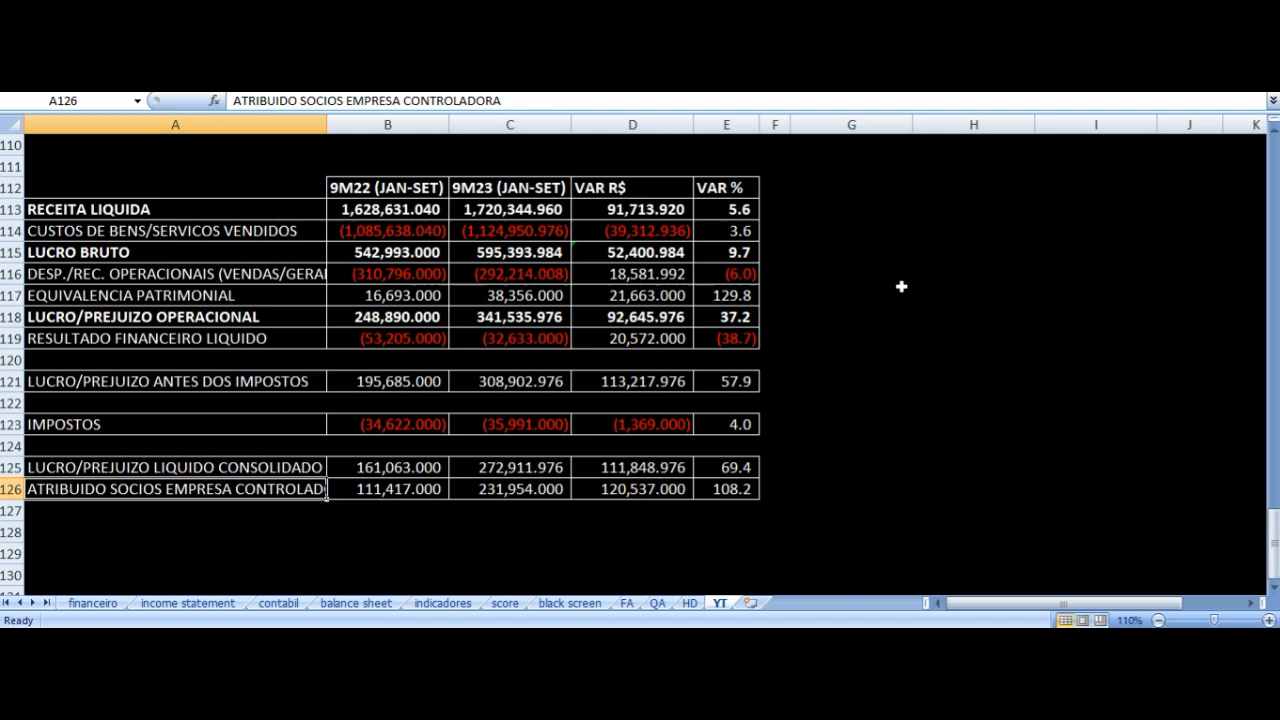 A126 fx ATRIBUIDO SOCIOS EMPRESA CONTROLADORA
A B C D E F G H I J K
110
111
112 9M22 (JAN-SET) 9M23 (JAN-SET) VAR R$ VAR %
113 RECEITA LIQUIDA 1,628,631.040 1,720,344.960 91,713.920 5.6
114 CUSTOS DE BENS/SERVICOS VENDIDOS (1,085,638.040) (1,124,950.976) (39,312.936) 3.6
115 LUCRO BRUTO 542,993.000 595,393.984 52,400.984 9.7
116 DESP./REC. OPERACIONAIS (VENDAS/GERAI (310,796.000) (292,214.008) 18,581.992 (6.0)
117 EQUIVALENCIA PATRIMONIAL 16,693.000 38,356.000 21,663.000 129.8
118 LUCRO/PREJUIZO OPERACIONAL 248,890.000 341,535.976 92,645.976 37.2
119 RESULTADO FINANCEIRO LIQUIDO (53,205.000) (32,633.000) 20,572.000 (38.7)
120
121 LUCRO/PREJUIZO ANTES DOS IMPOSTOS 195,685.000 308,902.976 113,217.976 57.9
122
123 IMPOSTOS (34,622.000) (35,991.000) (1,369.000) 4.0
124
125 LUCRO/PREJUIZO LIQUIDO CONSOLIDADO 161,063.000 272,911.976 111,848.976 69.4
126 ATRIBUIDO SOCIOS EMPRESA CONTROLAD 111,417.000 231,954.000 120,537.000 108.2
127
128
129
130
financeiro income statement contabil balance sheet indicadores score black screen FA QA HD YT
Ready 110%